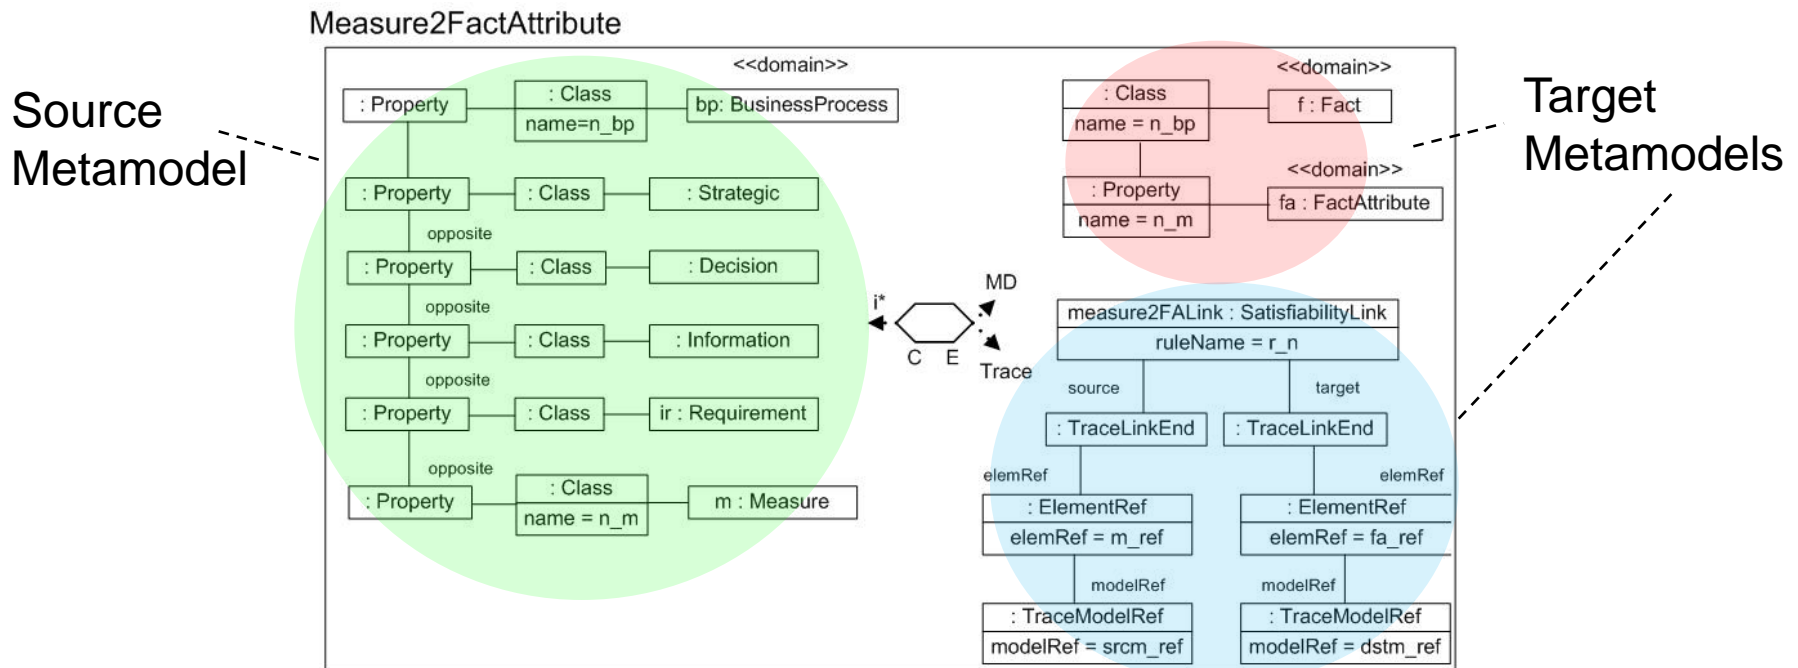 Measure2FactAttribute
Source
Metamodel
<<domain>>
: Property
: Class
name=n_bp
bp: BusinessProcess
: Property
: Class
: Strategic
opposite
: Property
: Class
: Decision
opposite
: Property
: Class
: Information
opposite
: Property
: Class
ir : Requirement
opposite
: Property
: Class
name = n_m
m : Measure
i*
C
E
MD
Trace
<<domain>>
: Class
name = n_bp
f : Fact
<<domain>>
: Property
name = n_m
fa : FactAttribute
Target
Metamodels
measure2FALink : SatisfiabilityLink
ruleName = r_n
source
target
: TraceLinkEnd
: TraceLinkEnd
elemRef
elemRef
: ElementRef
elemRef = m_ref
: ElementRef
elemRef = fa_ref
modelRef
modelRef
: TraceModelRef
modelRef = srcm_ref
: TraceModelRef
modelRef = dstm_ref